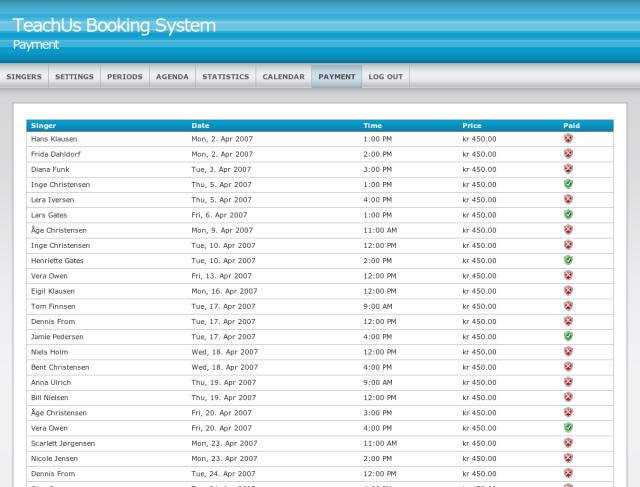 TeachUs Booking System
Payment
SINGERS SETTINGS PERIODS AGENDA STATISTICS CALENDAR PAYMENT LOG OUT
Singer Date Time Price Paid
Hans Klausen Mon, 2. Apr 2007 1:00 PM kr 450.00
Frida Dahldorf Mon, 2. Apr 2007 2:00 PM kr 450.00
Diana Funk Tue, 3. Apr 2007 3:00 PM kr 450.00
Inge Christensen Thu, 5. Apr 2007 1:00 PM kr 450.00
Lera Iversen Thu, 5. Apr 2007 4:00 PM kr 450.00
Lars Gates Fri, 6. Apr 2007 1:00 PM kr 450.00
Åge Christensen Mon, 9. Apr 2007 11:00 AM kr 450.00
Inge Christensen Tue, 10. Apr 2007 12:00 PM kr 450.00
Henriette Gates Tue, 10. Apr 2007 2:00 PM kr 450.00
Vera Owen Fri, 13. Apr 2007 12:00 PM kr 450.00
Eigil Klausen Mon, 16. Apr 2007 12:00 PM kr 450.00
Tom Finnsen Tue, 17. Apr 2007 9:00 AM kr 450.00
Dennis From Tue, 17. Apr 2007 12:00 PM kr 450.00
Jamie Pedersen Tue, 17. Apr 2007 4:00 PM kr 450.00
Niels Holm Wed, 18. Apr 2007 12:00 PM kr 450.00
Bent Christensen Wed, 18. Apr 2007 4:00 PM kr 450.00
Anna Ulrich Thu, 19. Apr 2007 9:00 AM kr 450.00
Bill Nielsen Thu, 19. Apr 2007 12:00 PM kr 450.00
Åge Christensen Fri, 20. Apr 2007 3:00 PM kr 450.00
Vera Owen Fri, 20. Apr 2007 4:00 PM kr 450.00
Scarlett Jørgensen Mon, 23. Apr 2007 11:00 AM kr 450.00
Nicole Jensen Mon, 23. Apr 2007 2:00 PM kr 450.00
Dennis From Tue, 24. Apr 2007 12:00 PM kr 450.00